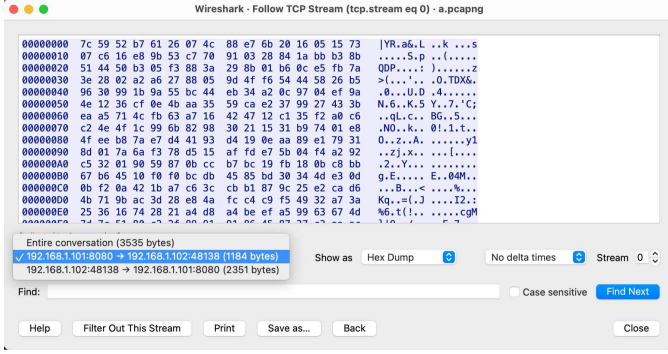 Wireshark · Follow TCP Stream (tcp.stream eq 0) · a.pcapng
00000000 7c 59 52 b7 61 26 07 4c 88 e7 6b 20 16 05 15 73 |YR.a&.L ..k ...s
00000010 07 c6 16 e8 9b 53 c7 70 91 03 28 84 1a bb b3 8b .....S.p ..(.....
00000020 51 44 50 b3 05 f3 88 3a 29 8b 01 b6 0c e5 fb 7a QDP....: )......z
00000030 3e 28 02 a2 a6 27 88 05 9d 4f f6 54 44 58 26 b5 >(...'.. .O.TDX&.
00000040 96 30 99 1b 9a 55 bc 44 eb 34 a2 0c 97 04 ef 9a .0...U.D .4......
00000050 4e 12 36 cf 0e 4b aa 35 59 ca e2 37 99 27 43 3b N.6..K.5 Y..7.'C;
00000060 ea a5 71 4c fb 63 a7 16 42 47 12 c1 35 f2 a0 c6 ..qL.c.. BG..5...
00000070 c2 4e 4f 1c 99 6b 82 98 30 21 15 31 b9 74 01 e8 .NO..k.. 0!.1.t..
00000080 4f ee b8 7a e7 d4 41 93 d4 19 0e aa 89 e1 79 31 O..z..A. ......y1
00000090 8d 01 7a 6a f3 78 d5 15 af fd e7 5b 04 f4 a2 92 ..zj.x.. ...[....
000000A0 c5 32 01 90 59 87 0b cc b7 bc 19 fb 18 0b c8 bb .2..Y... ........
000000B0 67 b6 45 10 f0 f0 bc db 45 85 bd 30 34 4d e3 0d g.E..... E..04M..
000000C0 0b f2 0a 42 1b a7 c6 3c cb b1 87 9c 25 e2 ca d6 ...B...< ....%...
000000D0 4b 71 9b ac 3d 28 e8 4a fc c4 c9 f5 49 32 a7 3a Kq..=(.J ....I2.:
000000E0 25 36 16 74 28 21 a4 d8 a4 be ef a5 99 63 67 4d %6.t(!.. .....cgM
Entire conversation (3535 bytes)
✓ 192.168.1.101:8080 → 192.168.1.102:48138 (1184 bytes) Show as Hex Dump No delta times Stream 0
192.168.1.102:48138 → 192.168.1.101:8080 (2351 bytes)
Find: Case sensitive Find Next
Help Filter Out This Stream Print Save as... Back Close